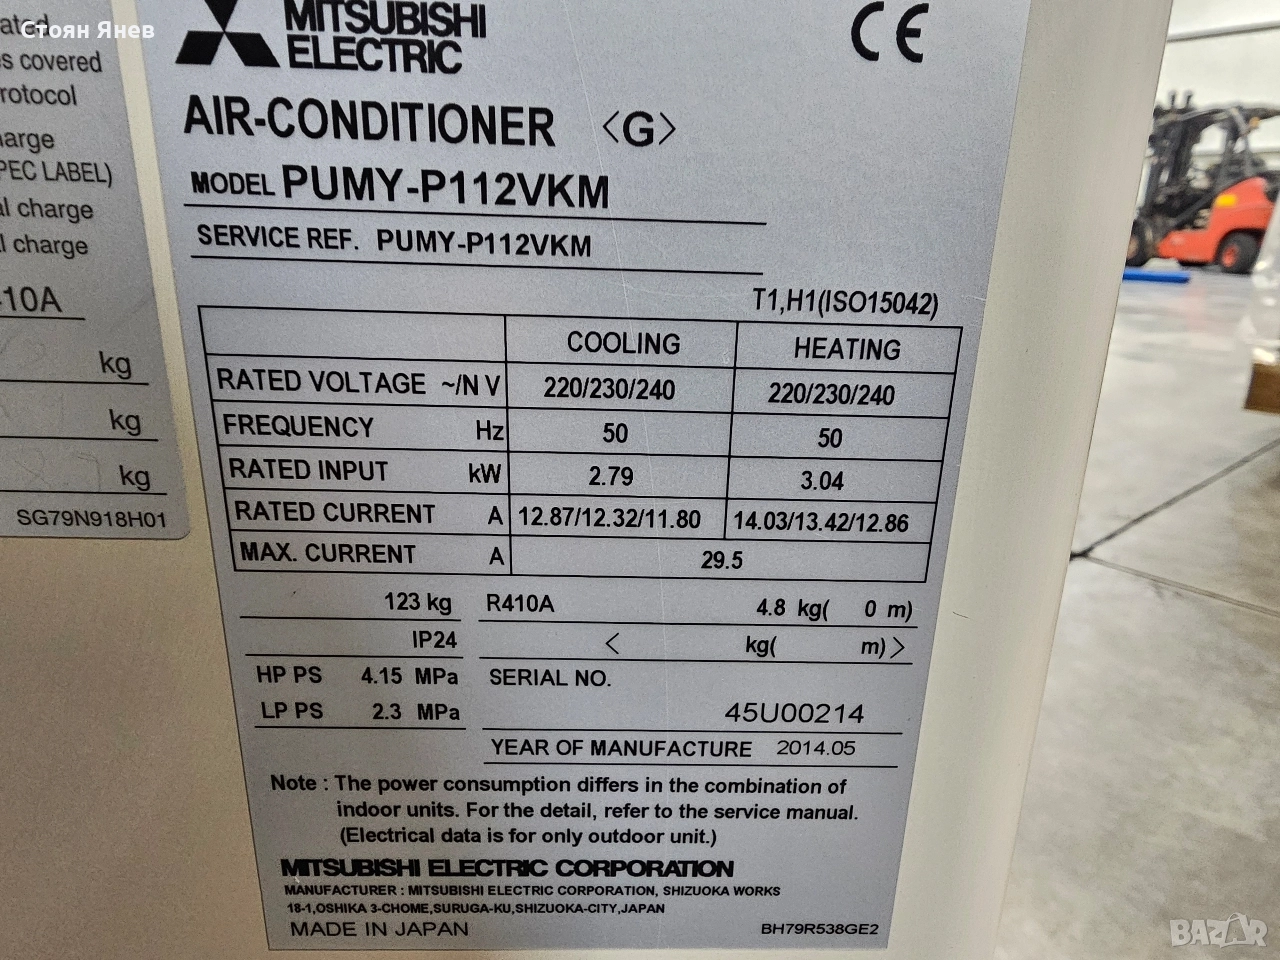 Стоян Янев
ated
s covered
rotocol
arge
PEC LABEL)
al charge
al charge
410A
kg
kg
kg
SG79N918H01
MITSUBISHI
ELECTRIC
CE
AIR-CONDITIONER <G>
MODEL PUMY-P112VKM
SERVICE REF. PUMY-P112VKM
T1,H1(ISO15042)
COOLING HEATING
RATED VOLTAGE ~/N V 220/230/240 220/230/240
FREQUENCY Hz 50 50
RATED INPUT kW 2.79 3.04
RATED CURRENT A 12.87/12.32/11.80 14.03/13.42/12.86
MAX. CURRENT A 29.5
123 kg R410A 4.8 kg( 0 m)
IP24 < kg( m)>
HP PS 4.15 MPa SERIAL NO.
LP PS 2.3 MPa 45U00214
YEAR OF MANUFACTURE 2014.05
Note : The power consumption differs in the combination of
indoor units. For the detail, refer to the service manual.
(Electrical data is for only outdoor unit.)
MITSUBISHI ELECTRIC CORPORATION
MANUFACTURER : MITSUBISHI ELECTRIC CORPORATION, SHIZUOKA WORKS
18-1,OSHIKA 3-CHOME,SURUGA-KU,SHIZUOKA-CITY,JAPAN
MADE IN JAPAN BH79R538GE2
BAZAR